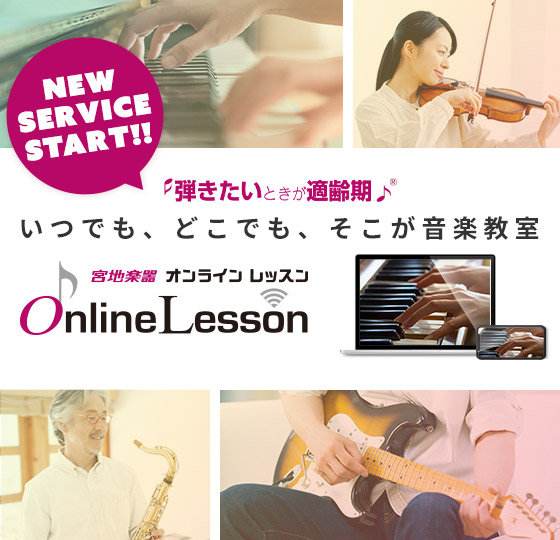 NEW
SERVICE
START!!
弾きたいときが適齢期♪®
いつでも、どこでも、そこが音楽教室
宮地楽器 オンライン レッスン
OnlineLesson